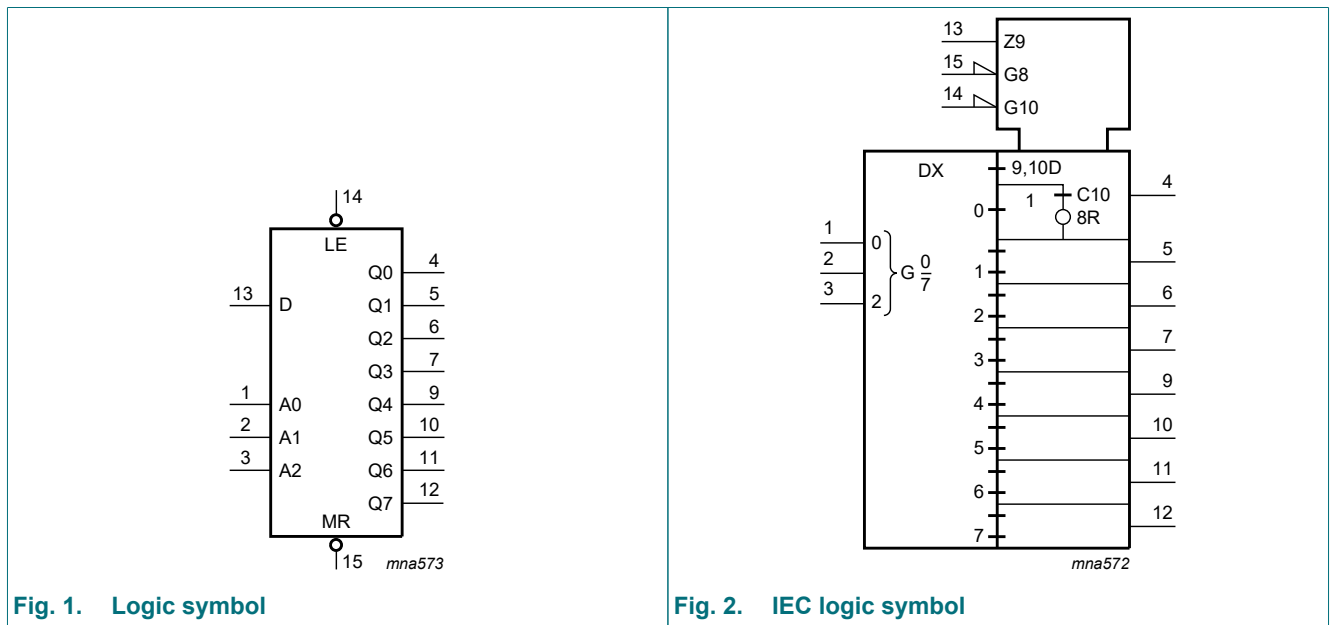 14
LE
Q0 4
13 D
Q1 5
Q2 6
Q3 7
1 A0
Q4 9
2 A1
Q5 10
3 A2
Q6 11
Q7 12
MR
15
mna573
Fig. 1. Logic symbol
13 Z9
15 G8
14 G10
DX
9,10D
4
C10
1
0
8R
1 0
2
3 2
G 0
7
5
1
6
2
7
3
9
4
10
5
11
6
12
7
mna572
Fig. 2. IEC logic symbol